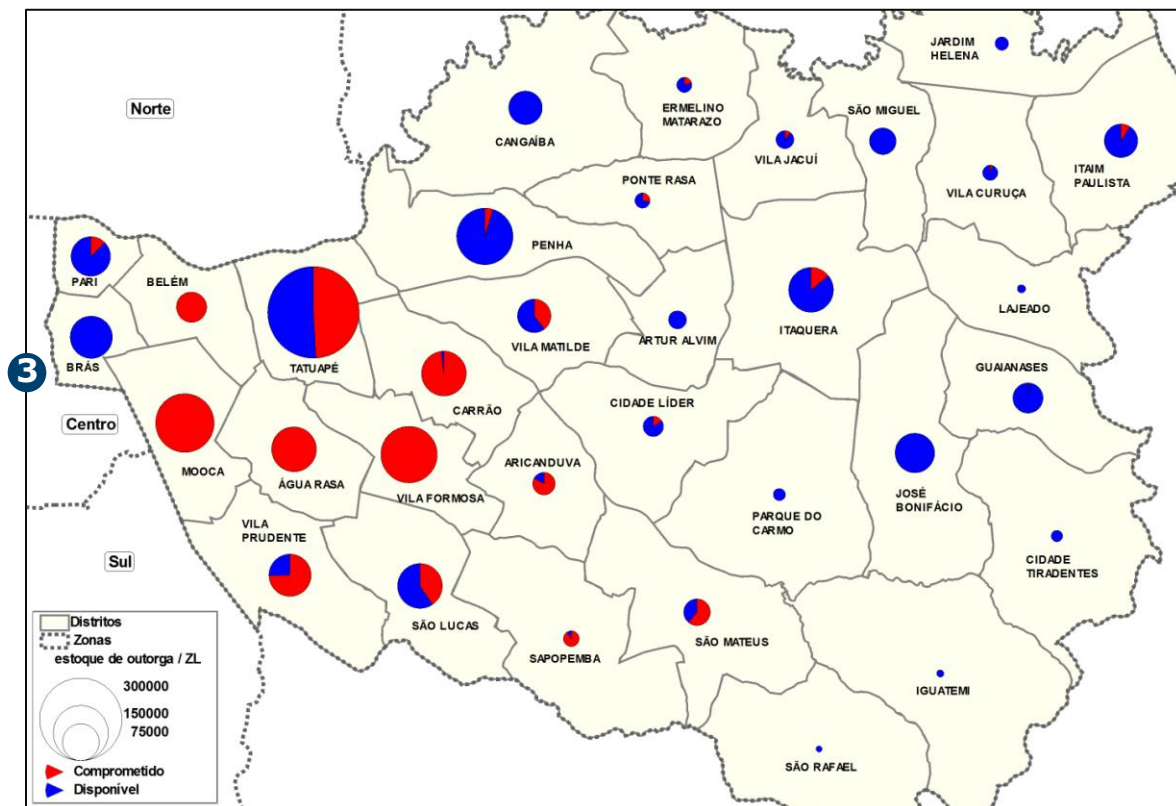 JARDIM
HELENA
Norte
ERMELINO
MATARAZO
SÃO MIGUEL
CANGAÍBA
VILA JACUÍ
ITAIM
PAULISTA
PONTE RASA
VILA CURUÇA
PENHA
PARI
BELÉM
LAJEADO
ITAQUERA
VILA MATILDE
ARTUR ALVIM
BRÁS
TATUAPÉ
GUAIANASES
3
CARRÃO
CIDADE LÍDER
Centro
MOOCA
ÁGUA RASA
ARICANDUVA
VILA FORMOSA
JOSÉ
BONIFÁCIO
PARQUE DO
CARMO
VILA
PRUDENTE
Sul
CIDADE
TIRADENTES
SÃO LUCAS
SÃO MATEUS
SAPOPEMBA
IGUATEMI
SÃO RAFAEL
Distritos
Zonas
estoque de outorga / ZL
300000
150000
75000
Comprometido
Disponível